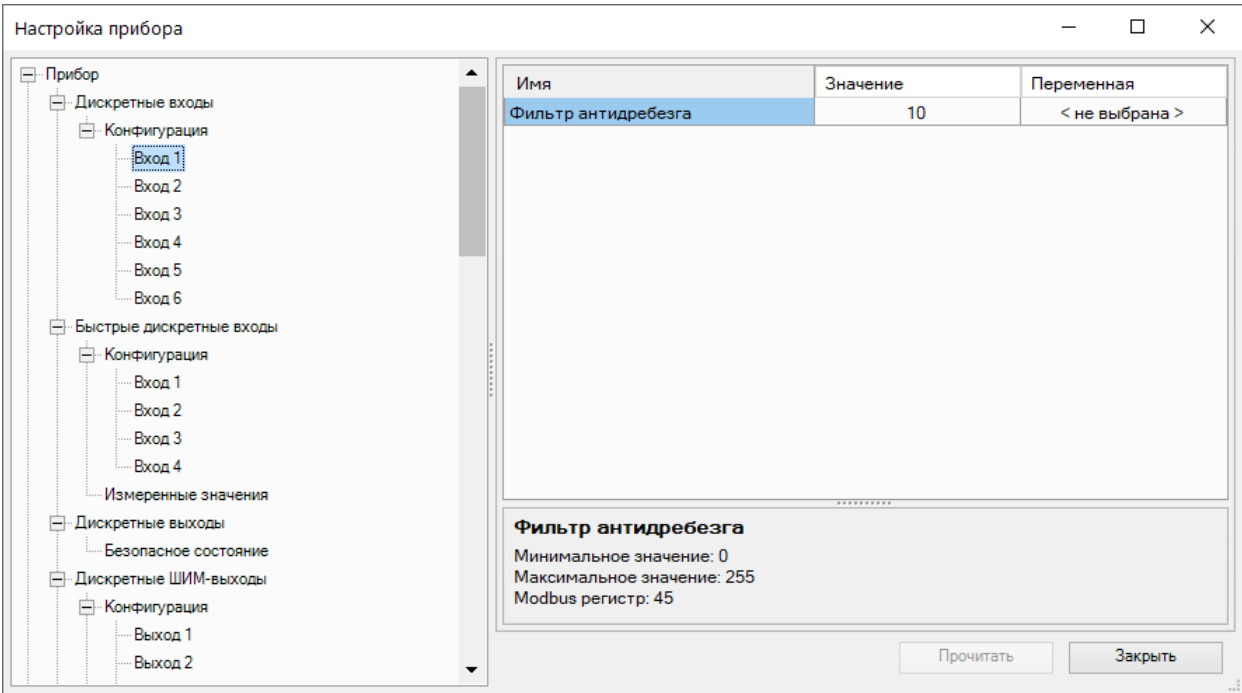 Настройка прибора
Прибор
Дискретные входы
Конфигурация
Вход 1
Вход 2
Вход 3
Вход 4
Вход 5
Вход 6
Быстрые дискретные входы
Конфигурация
Вход 1
Вход 2
Вход 3
Вход 4
Измеренные значения
Дискретные выходы
Безопасное состояние
Дискретные ШИМ-выходы
Конфигурация
Выход 1
Выход 2
Имя Значение Переменная
Фильтр антидребезга 10 < не выбрана >
Фильтр антидребезга
Минимальное значение: 0
Максимальное значение: 255
Modbus регистр: 45
Прочитать Закрыть